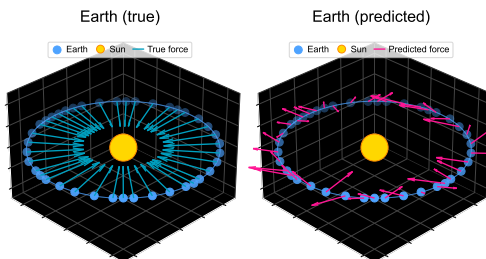 Earth (true)
Earth
Sun
True force
Earth (predicted)
Earth
Sun
Predicted force